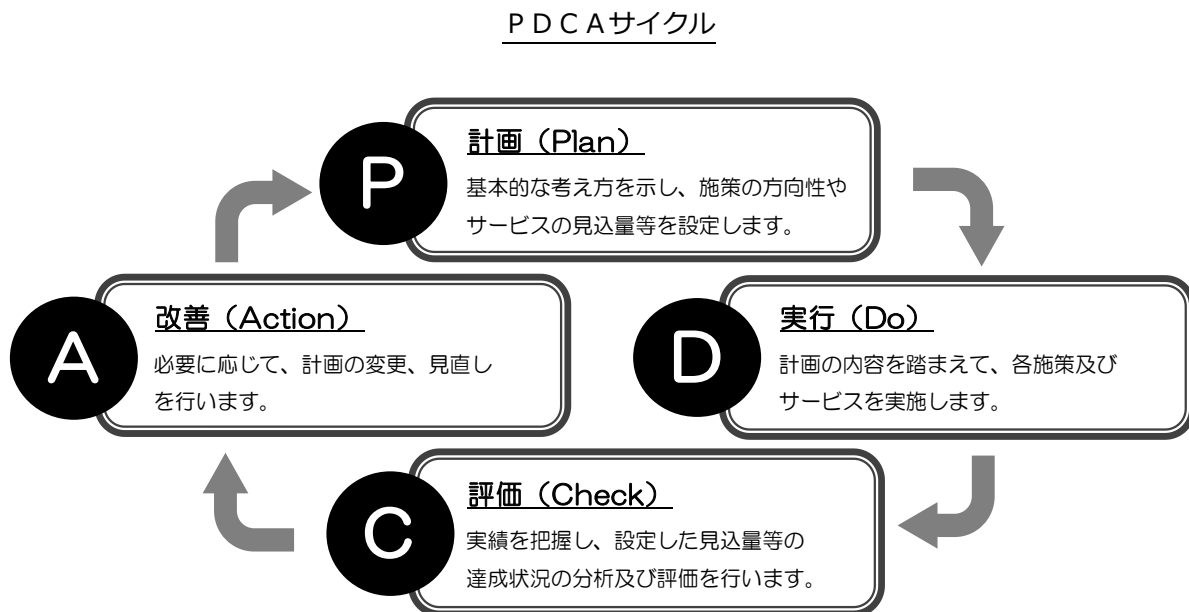 ＰＤＣＡサイクル
P
計画（Plan）
基本的な考え方を示し、施策の方向性や
サービスの見込量等を設定します。
D
実行（Do）
計画の内容を踏まえて、各施策及び
サービスを実施します。
C
評価（Check）
実績を把握し、設定した見込量等の
達成状況の分析及び評価を行います。
A
改善（Action）
必要に応じて、計画の変更、見直し
を行います。